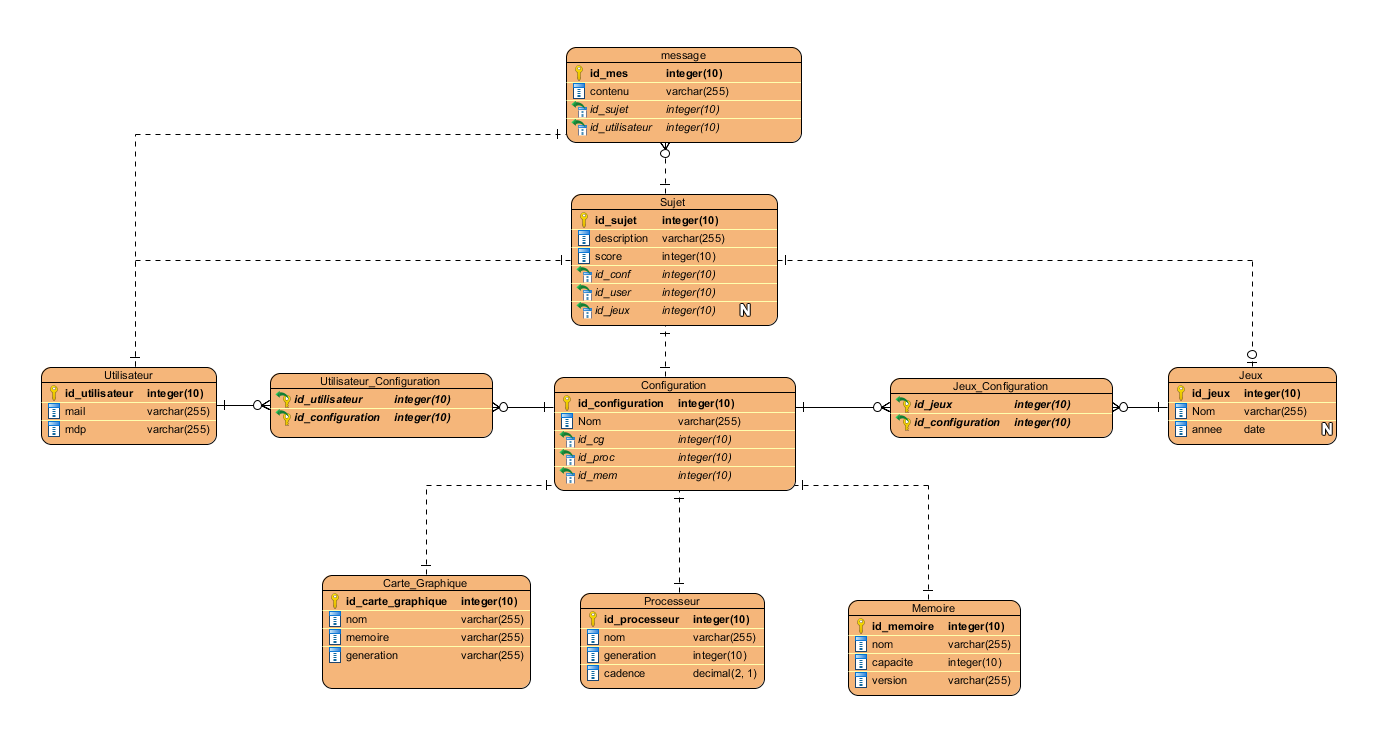 message
id_mes integer(10)
contenu varchar(255)
id_sujet integer(10)
id_utilisateur integer(10)
Sujet
id_sujet integer(10)
description varchar(255)
score integer(10)
id_conf integer(10)
id_user integer(10)
id_jeux integer(10) N
Utilisateur
id_utilisateur integer(10)
mail varchar(255)
mdp varchar(255)
Utilisateur_Configuration
id_utilisateur integer(10)
id_configuration integer(10)
Configuration
id_configuration integer(10)
Nom varchar(255)
id_cg integer(10)
id_proc integer(10)
id_mem integer(10)
Jeux_Configuration
id_jeux integer(10)
id_configuration integer(10)
Jeux
id_jeux integer(10)
Nom varchar(255)
annee date N
Carte_Graphique
id_carte_graphique integer(10)
nom varchar(255)
memoire varchar(255)
generation varchar(255)
Processeur
id_processeur integer(10)
nom varchar(255)
generation integer(10)
cadence decimal(2, 1)
Memoire
id_memoire integer(10)
nom varchar(255)
capacite integer(10)
version varchar(255)